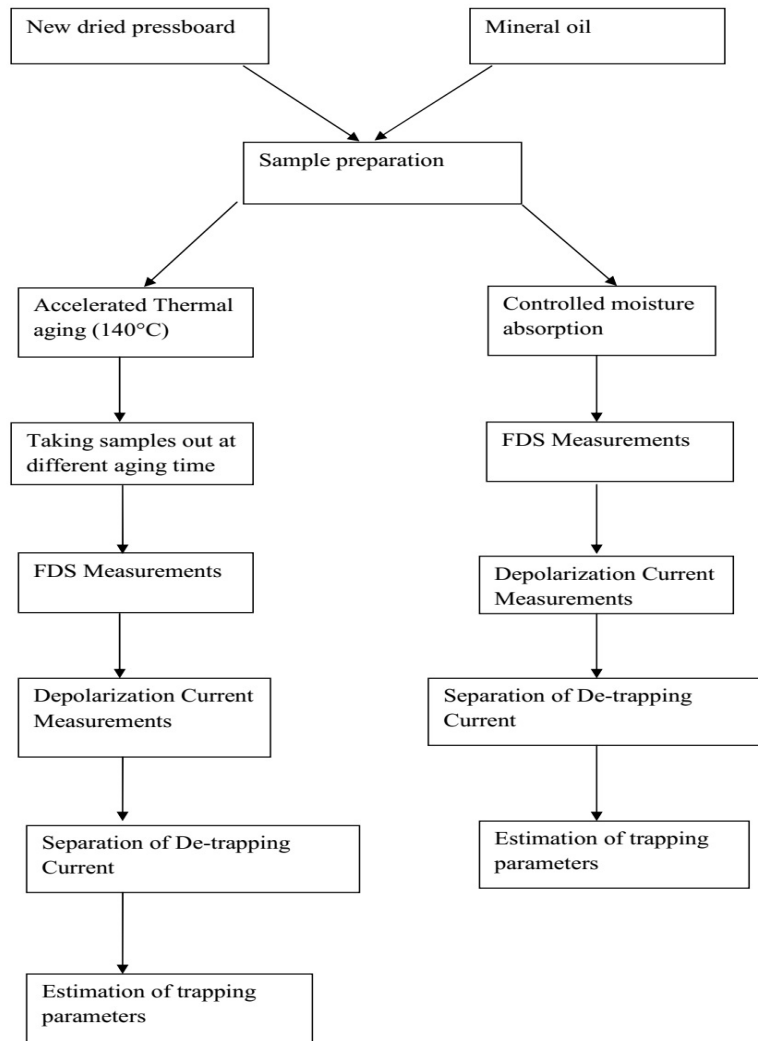 New dried pressboard
Mineral oil
Sample preparation
Accelerated Thermal
aging (140°C)
Controlled moisture
absorption
Taking samples out at
different aging time
FDS Measurements
FDS Measurements
Depolarization Current
Measurements
Depolarization Current
Measurements
Separation of De-trapping
Current
Separation of De-trapping
Current
Estimation of trapping
parameters
Estimation of trapping
parameters